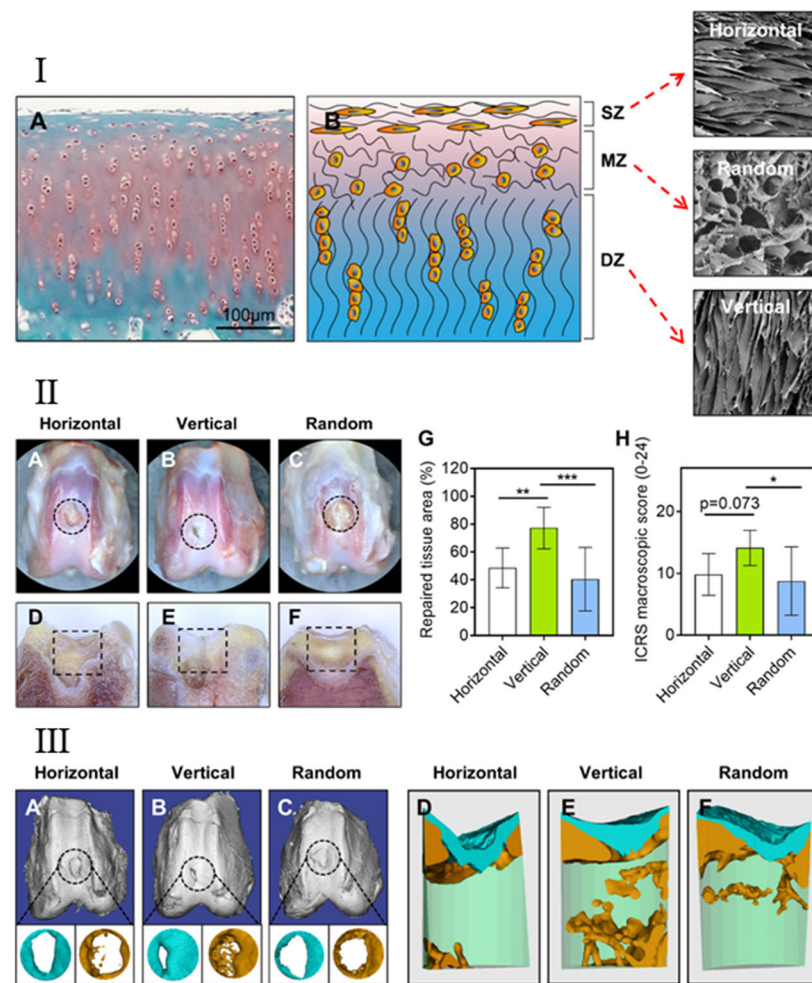 I
A
100μm
B
SZ
MZ
DZ
Horizontal
Random
Vertical
II
Horizontal
Vertical
Random
A
B
C
D
E
F
G
Repaired tissue area (%)
120
100
80
60
40
20
0
**
***
Horizontal
Vertical
Random
H
ICRS macroscopic score (0-24)
20
10
0
p=0.073
*
Horizontal
Vertical
Random
III
Horizontal
Vertical
Random
A
B
C
Horizontal
Vertical
Random
D
E
F